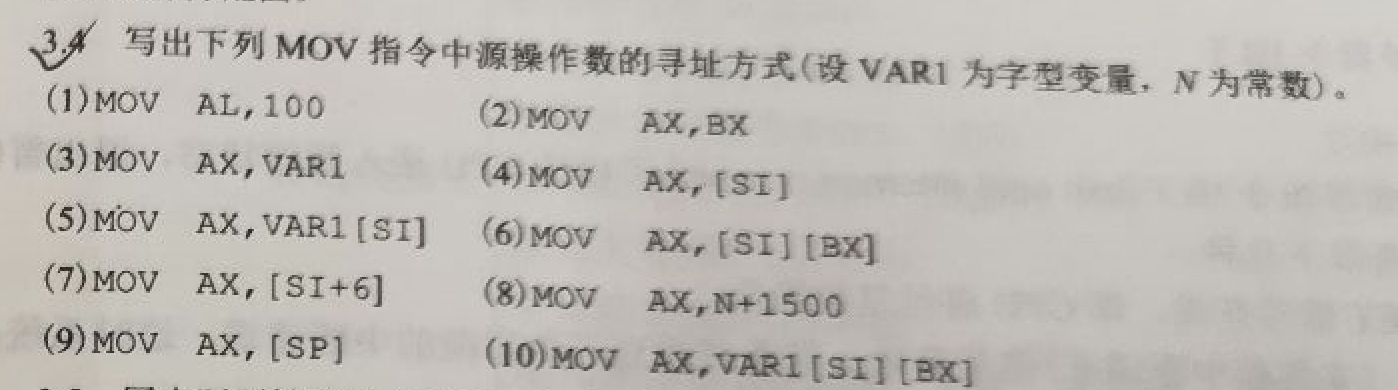 3.4 写出下列 MOV 指令中源操作数的寻址方式(设 VAR1 为字型变量，N 为常数)。
(1)MOV AL,100 (2)MOV AX,BX
(3)MOV AX,VAR1 (4)MOV AX,[SI]
(5)MOV AX,VAR1[SI] (6)MOV AX,[SI][BX]
(7)MOV AX,[SI+6] (8)MOV AX,N+1500
(9)MOV AX,[SP] (10)MOV AX,VAR1[SI][BX]